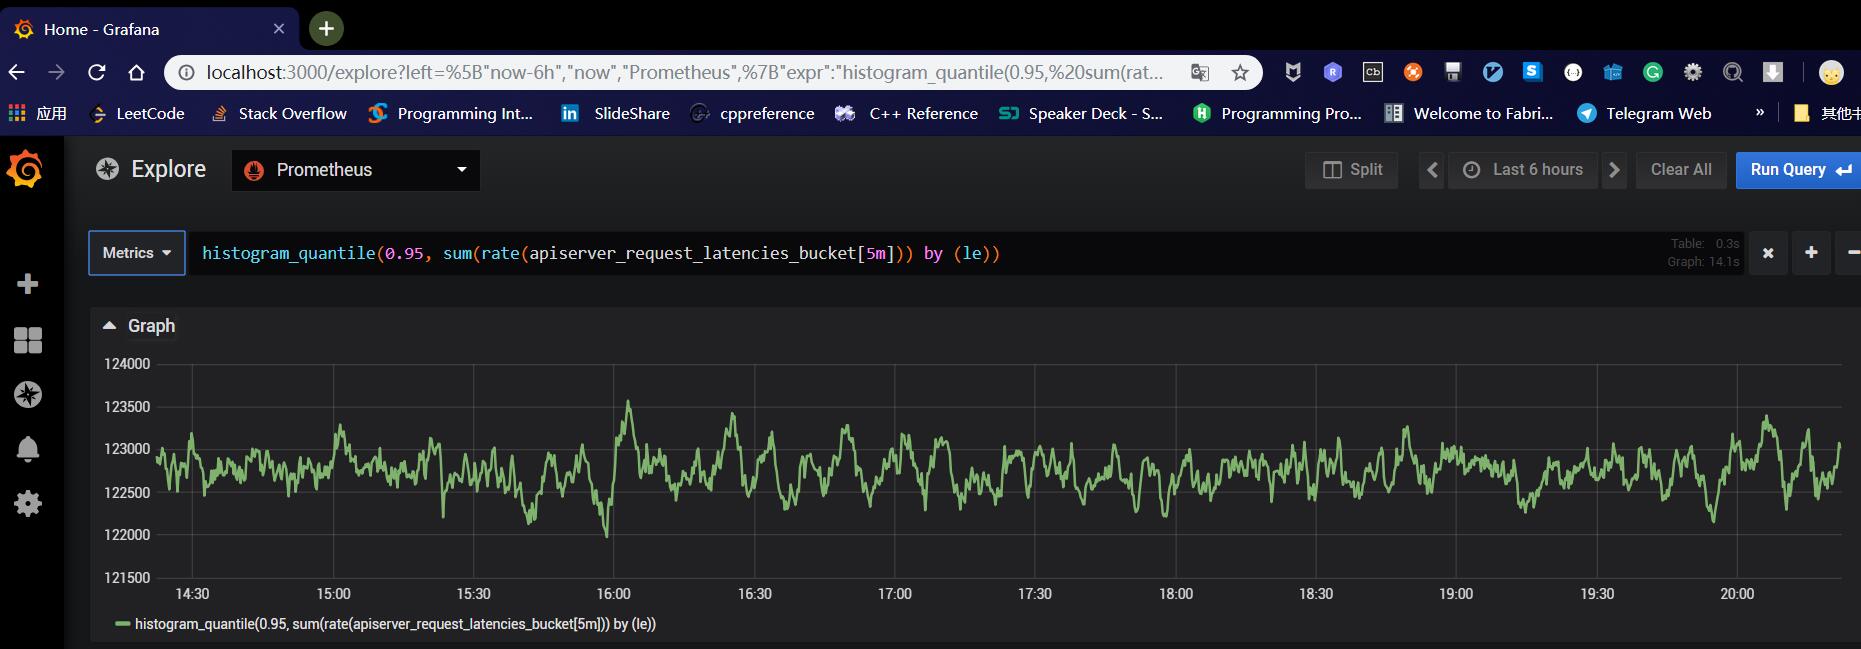 Home - Grafana
localhost:3000/explore?left=%5B"now-6h","now","Prometheus",%7B"expr":"histogram_quantile(0.95,%20sum(rat...
应用 LeetCode Stack Overflow Programming Int... SlideShare cppreference C++ Reference Speaker Deck - S... Programming Pro... Welcome to Fabri... Telegram Web » 其他
Explore Prometheus Split Last 6 hours Clear All Run Query
Metrics histogram_quantile(0.95, sum(rate(apiserver_request_latencies_bucket[5m])) by (le))
Table: 0.3s
Graph: 14.1s
Graph
124000
123500
123000
122500
122000
121500
14:30 15:00 15:30 16:00 16:30 17:00 17:30 18:00 18:30 19:00 19:30 20:00
histogram_quantile(0.95, sum(rate(apiserver_request_latencies_bucket[5m])) by (le))